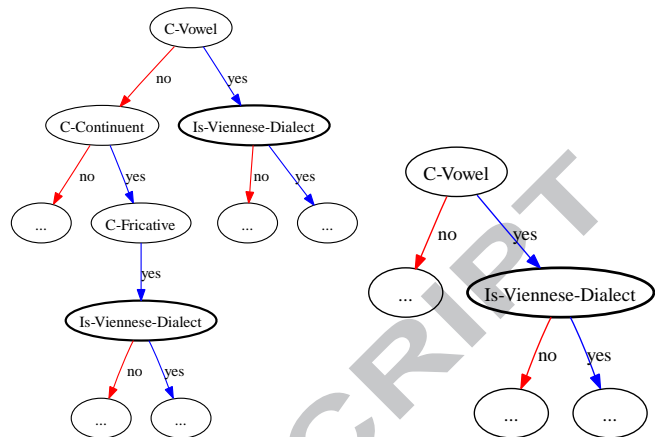 C-Vowel
no
yes
C-Continuent
Is-Viennese-Dialect
no
yes
no
yes
...
C-Fricative
...
...
yes
Is-Viennese-Dialect
no
yes
...
...
C-Vowel
no
yes
...
Is-Viennese-Dialect
no
yes
...
...
CRIPT